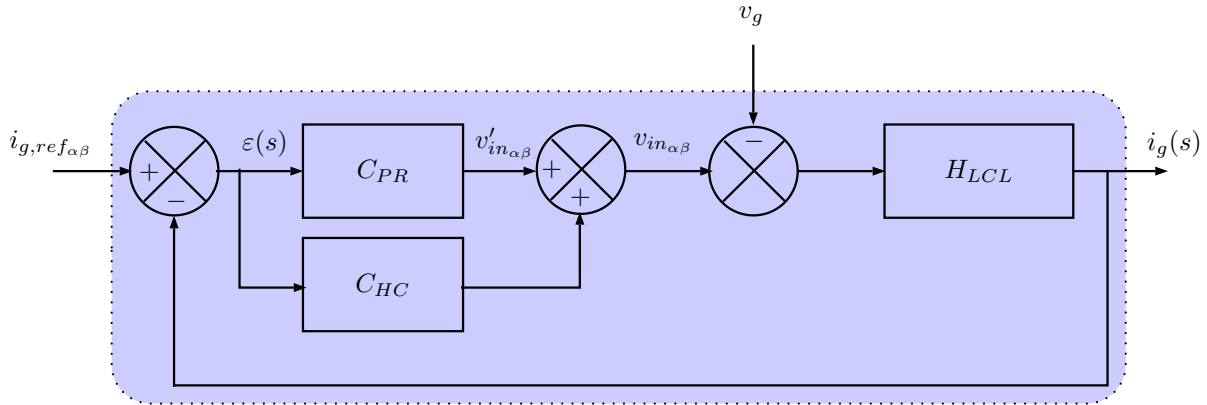 v_g
i_{g,ref_{αβ}}
+
−
ε(s)
C_{PR}
v'_{in_{αβ}}
+
+
v_{in_{αβ}}
−
H_{LCL}
i_g(s)
C_{HC}